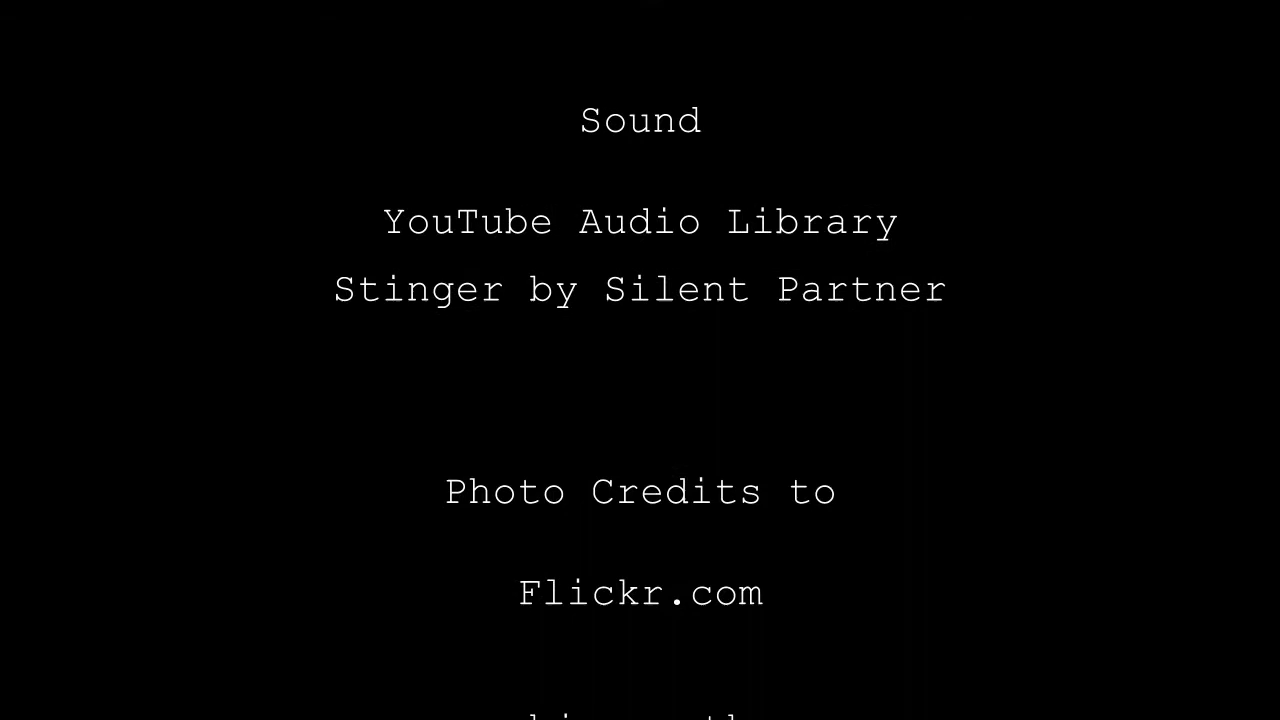 Sound
YouTube Audio Library
Stinger by Silent Partner
Photo Credits to
Flickr.com